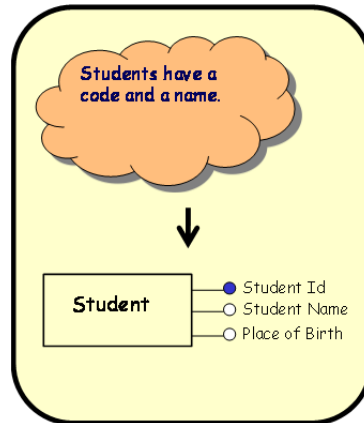 Students have a
code and a name.
Student
Student Id
Student Name
Place of Birth